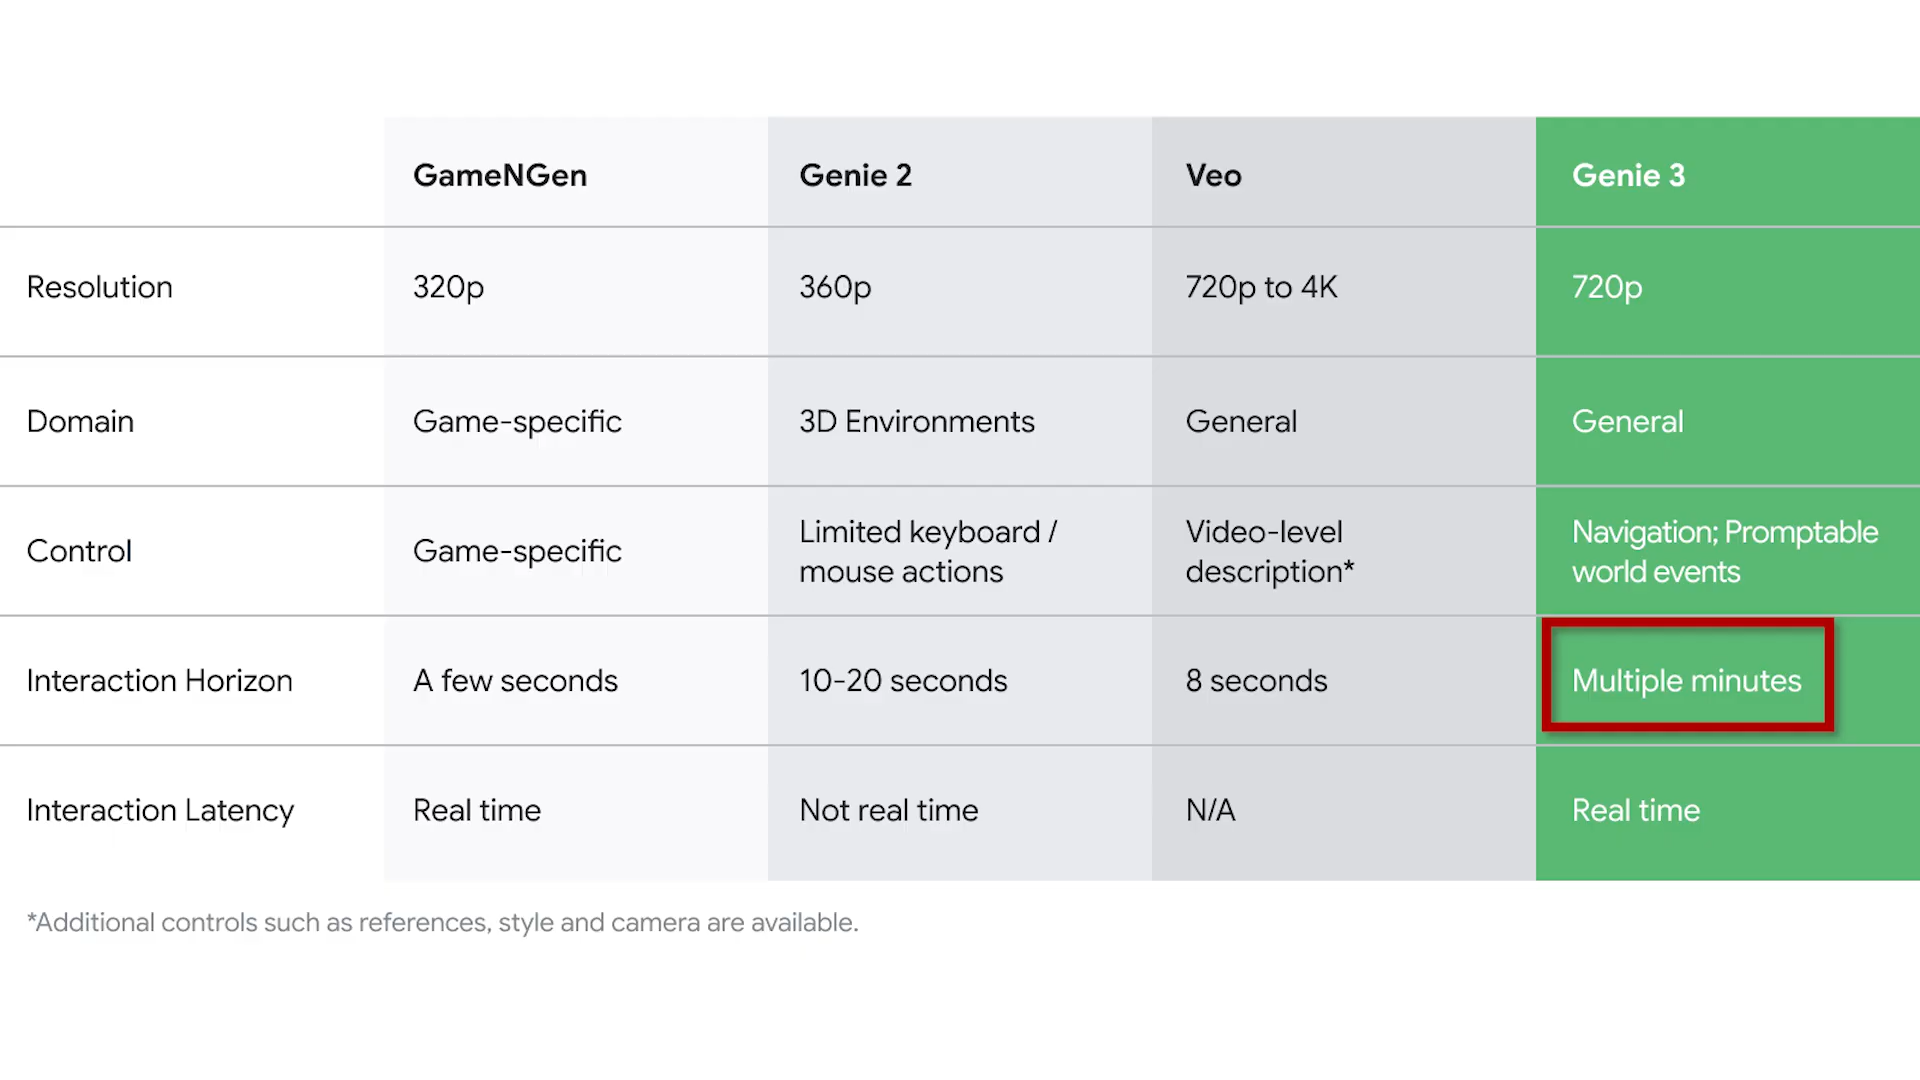 GameNGen Genie 2 Veo Genie 3
Resolution 320p 360p 720p to 4K 720p
Domain Game-specific 3D Environments General General
Control Game-specific Limited keyboard / mouse actions Video-level description* Navigation; Promptable world events
Interaction Horizon A few seconds 10-20 seconds 8 seconds Multiple minutes
Interaction Latency Real time Not real time N/A Real time
*Additional controls such as references, style and camera are available.